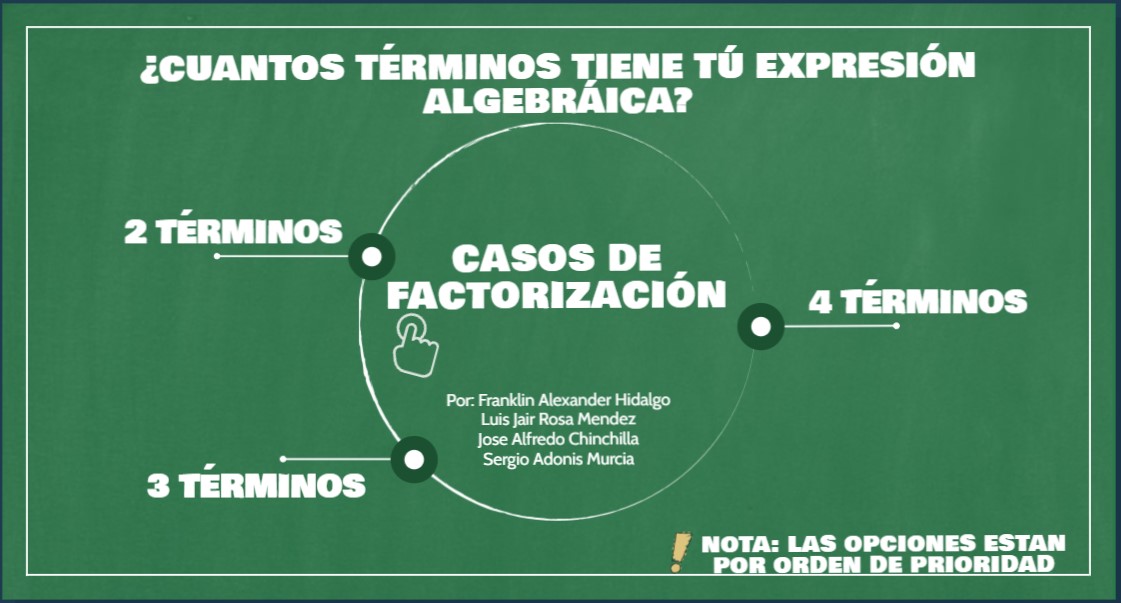 ¿CUANTOS TÉRMINOS TIENE TÚ EXPRESIÓN
ALGEBRÁICA?
2 TÉRMINOS
CASOS DE
FACTORIZACIÓN
4 TÉRMINOS
Por: Franklin Alexander Hidalgo
Luis Jair Rosa Mendez
Jose Alfredo Chinchilla
Sergio Adonis Murcia
3 TÉRMINOS
NOTA: LAS OPCIONES ESTAN
POR ORDEN DE PRIORIDAD